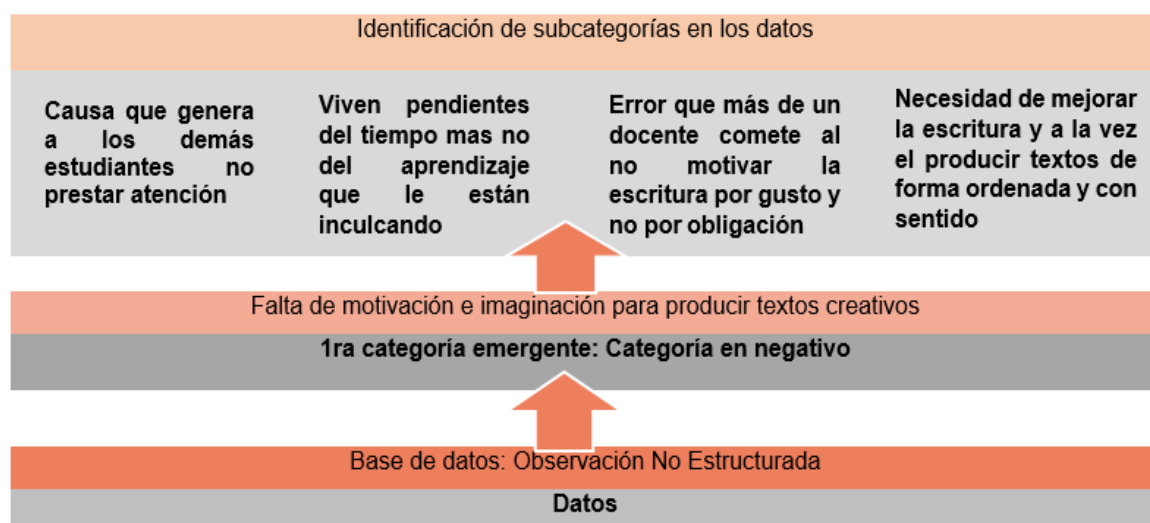 Identificación de subcategorías en los datos
Causa que genera
a los demás
estudiantes no
prestar atención
Viven pendientes
del tiempo mas no
del aprendizaje
que le están
inculcando
Error que más de un
docente comete al
no motivar la
escritura por gusto y
no por obligación
Necesidad de mejorar
la escritura y a la vez
el producir textos de
forma ordenada y con
sentido
Falta de motivación e imaginación para producir textos creativos
1ra categoría emergente: Categoría en negativo
Base de datos: Observación No Estructurada
Datos